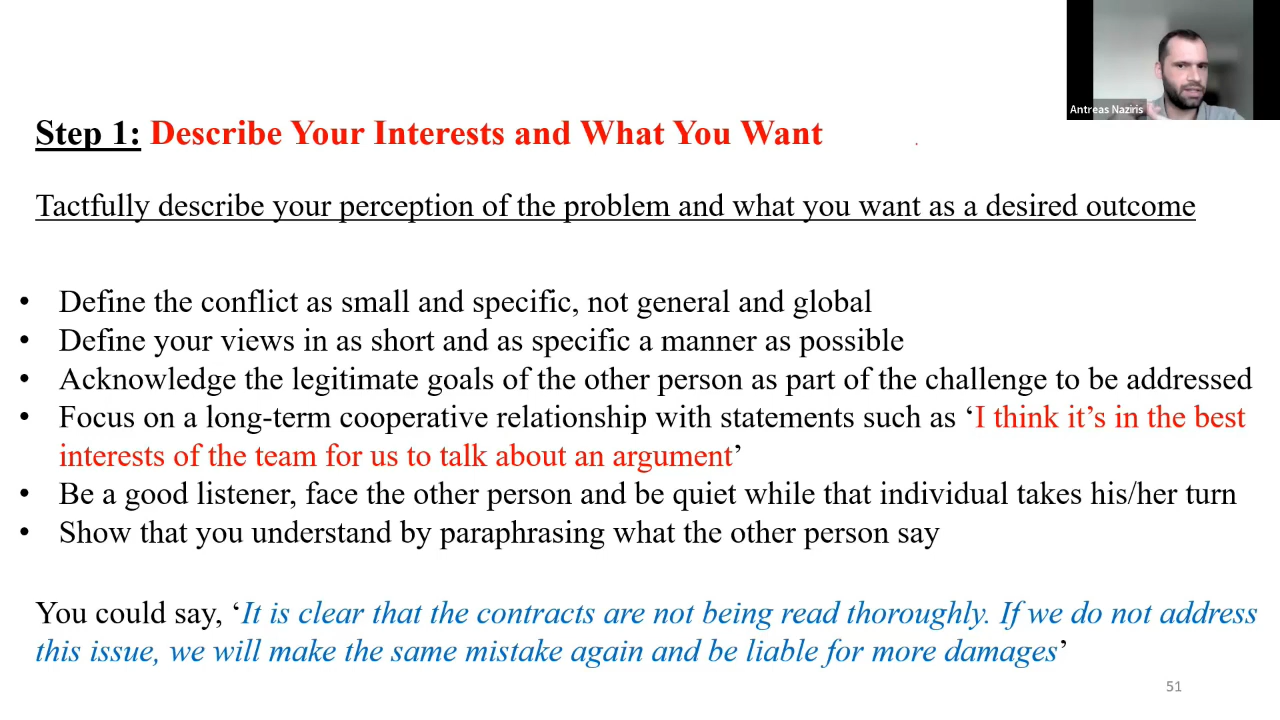 Antreas Naziris
Step 1: Describe Your Interests and What You Want
Tactfully describe your perception of the problem and what you want as a desired outcome
• Define the conflict as small and specific, not general and global
• Define your views in as short and as specific a manner as possible
• Acknowledge the legitimate goals of the other person as part of the challenge to be addressed
• Focus on a long-term cooperative relationship with statements such as ‘I think it’s in the best
interests of the team for us to talk about an argument’
• Be a good listener, face the other person and be quiet while that individual takes his/her turn
• Show that you understand by paraphrasing what the other person say
You could say, ‘It is clear that the contracts are not being read thoroughly. If we do not address
this issue, we will make the same mistake again and be liable for more damages’
51